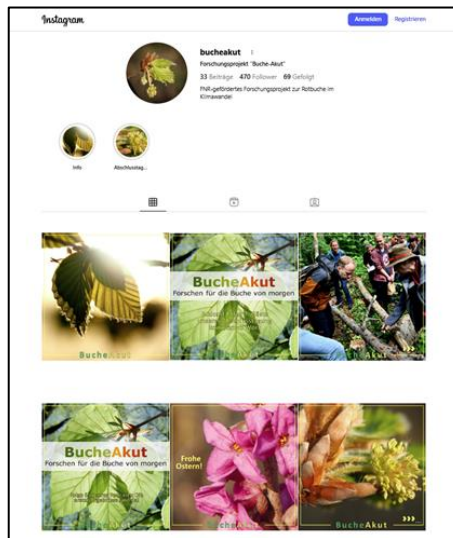 Instagram
Anmelden
Registrieren
bucheakut
Forschungsprojekt "Buche-Akut"
33 Beiträge 470 Follower 69 Gefolgt
FNR-gefördertes Forschungsprojekt zur Rotbuche im
Klimawandel
Info
Abschlusstag...
BucheAkut
Forschen für die Buche von morgen
BucheAkut
BucheAkut
BucheAkut
BucheAkut
Forschen für die Buche von morgen
Frohe
Ostern!
BucheAkut
BucheAkut
BucheAkut